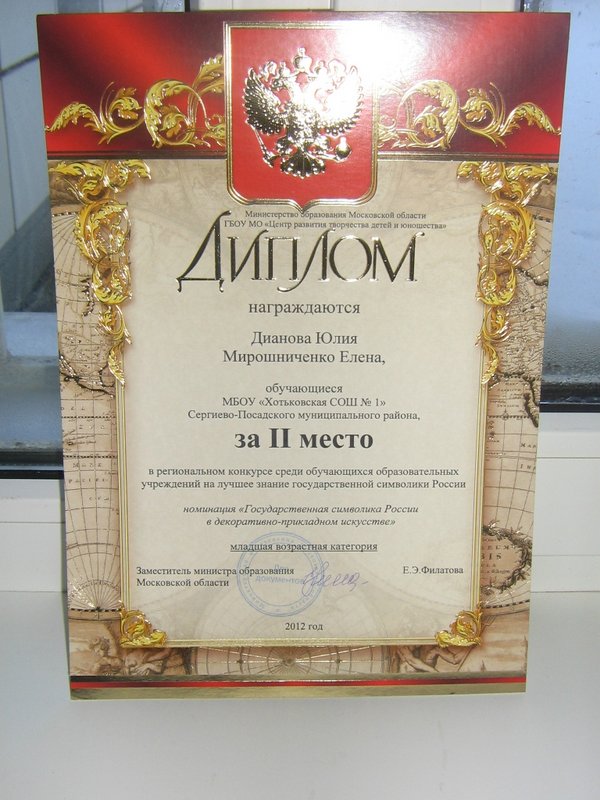 Министерство образования Московской области
ГБОУ МО «Центр развития творчества детей и юношества»
ДИПЛОМ
награждаются
Дианова Юлия
Мирошниченко Елена,
обучающиеся
МБОУ «Хотьковская СОШ № 1»
Сергиево-Посадского муниципального района,
за II место
в региональном конкурсе среди обучающихся образовательных
учреждений на лучшее знание государственной символики России
номинация «Государственная символика России
в декоративно-прикладном искусстве»
младшая возрастная категория
Заместитель министра образования
Московской области
Е.Э.Филатова
документов
2012 год